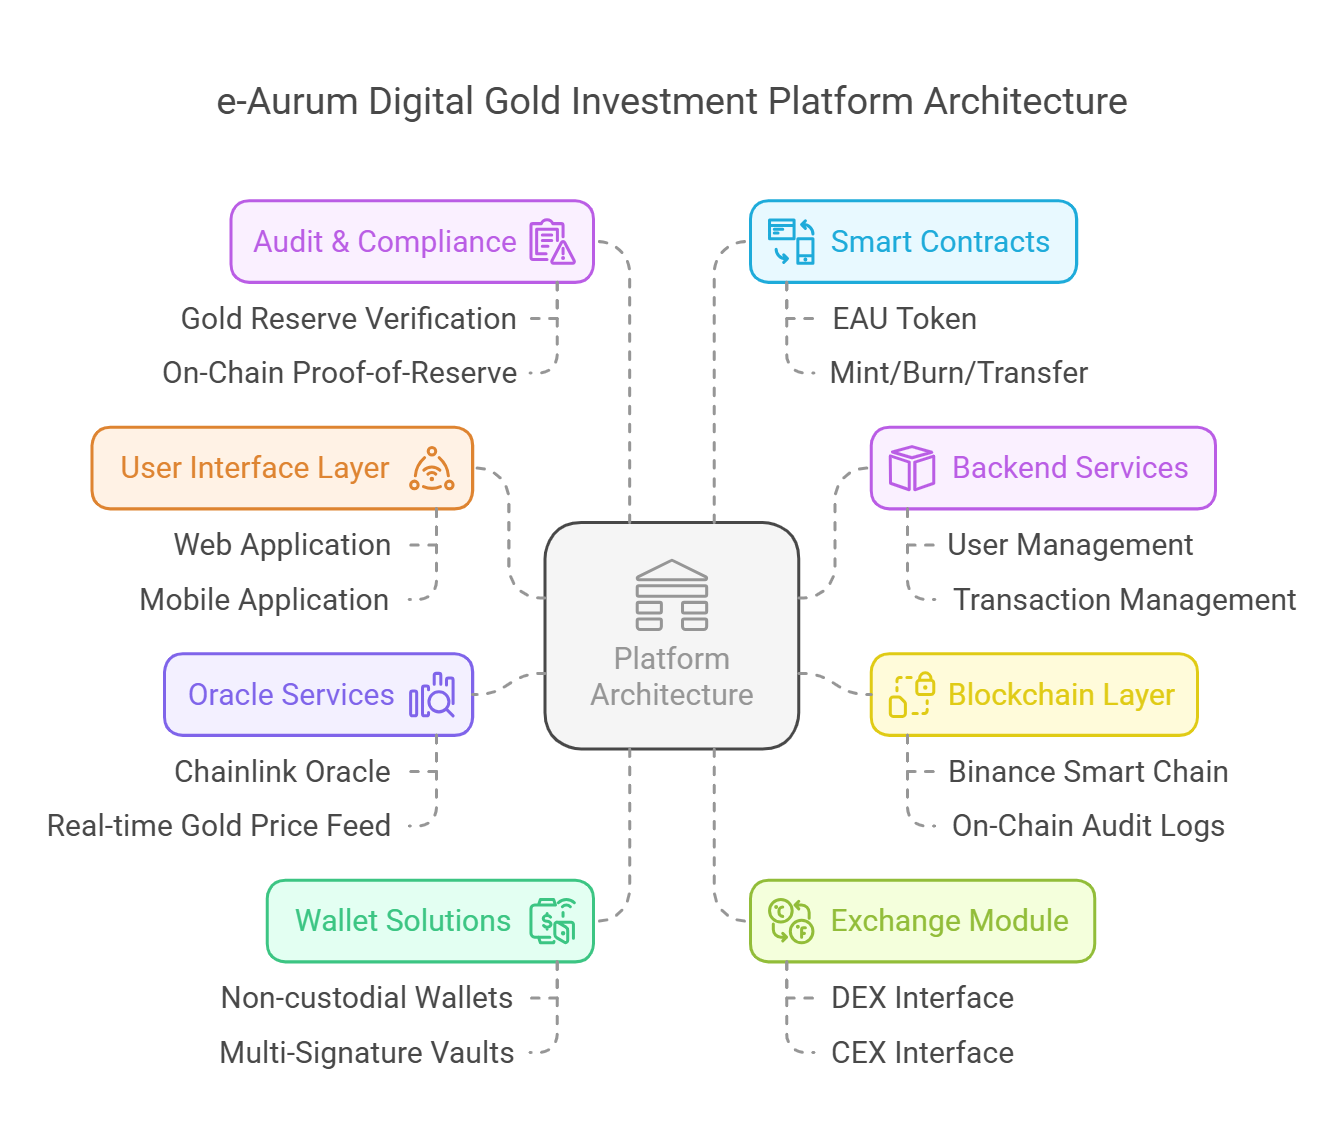 e-Aurum Digital Gold Investment Platform Architecture
Audit & Compliance
Gold Reserve Verification
On-Chain Proof-of-Reserve
User Interface Layer
Web Application
Mobile Application
Oracle Services
Chainlink Oracle
Real-time Gold Price Feed
Wallet Solutions
$
Non-custodial Wallets
Multi-Signature Vaults
Platform
Architecture
Smart Contracts
EAU Token
Mint/Burn/Transfer
Backend Services
User Management
Transaction Management
Blockchain Layer
Binance Smart Chain
On-Chain Audit Logs
°C
°F
Exchange Module
DEX Interface
CEX Interface